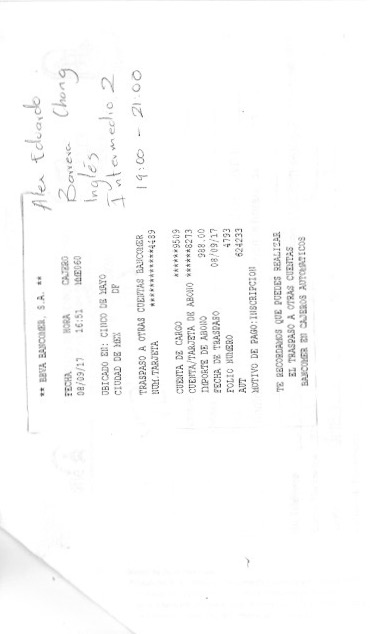 ** BBVA BANCOMER, S.A. **
FECHA HORA CAJERO
08/09/17 16:51 MME060
UBICADO EN: CINCO DE MAYO
CIUDAD DE MEX DF
TRASPASO A OTRAS CUENTAS BANCOMER
NUM.TARJETA ************4489
CUENTA DE CARGO ******9509
CUENTA/TARJETA DE ABONO ******8273
IMPORTE DE ABONO 988.00
FECHA DE TRASPASO 08/09/17
FOLIO NUMERO 4793
AUT 624233
MOTIVO DE PAGO:INSCRIPCION
TE RECORDAMOS QUE PUEDES REALIZAR
EL TRASPASO A OTRAS CUENTAS
BANCOMER EN CAJEROS AUTOMATICOS
Alex Eduardo
Barrera Chong
Inglés
Intermedio 2
19:00 - 21:00